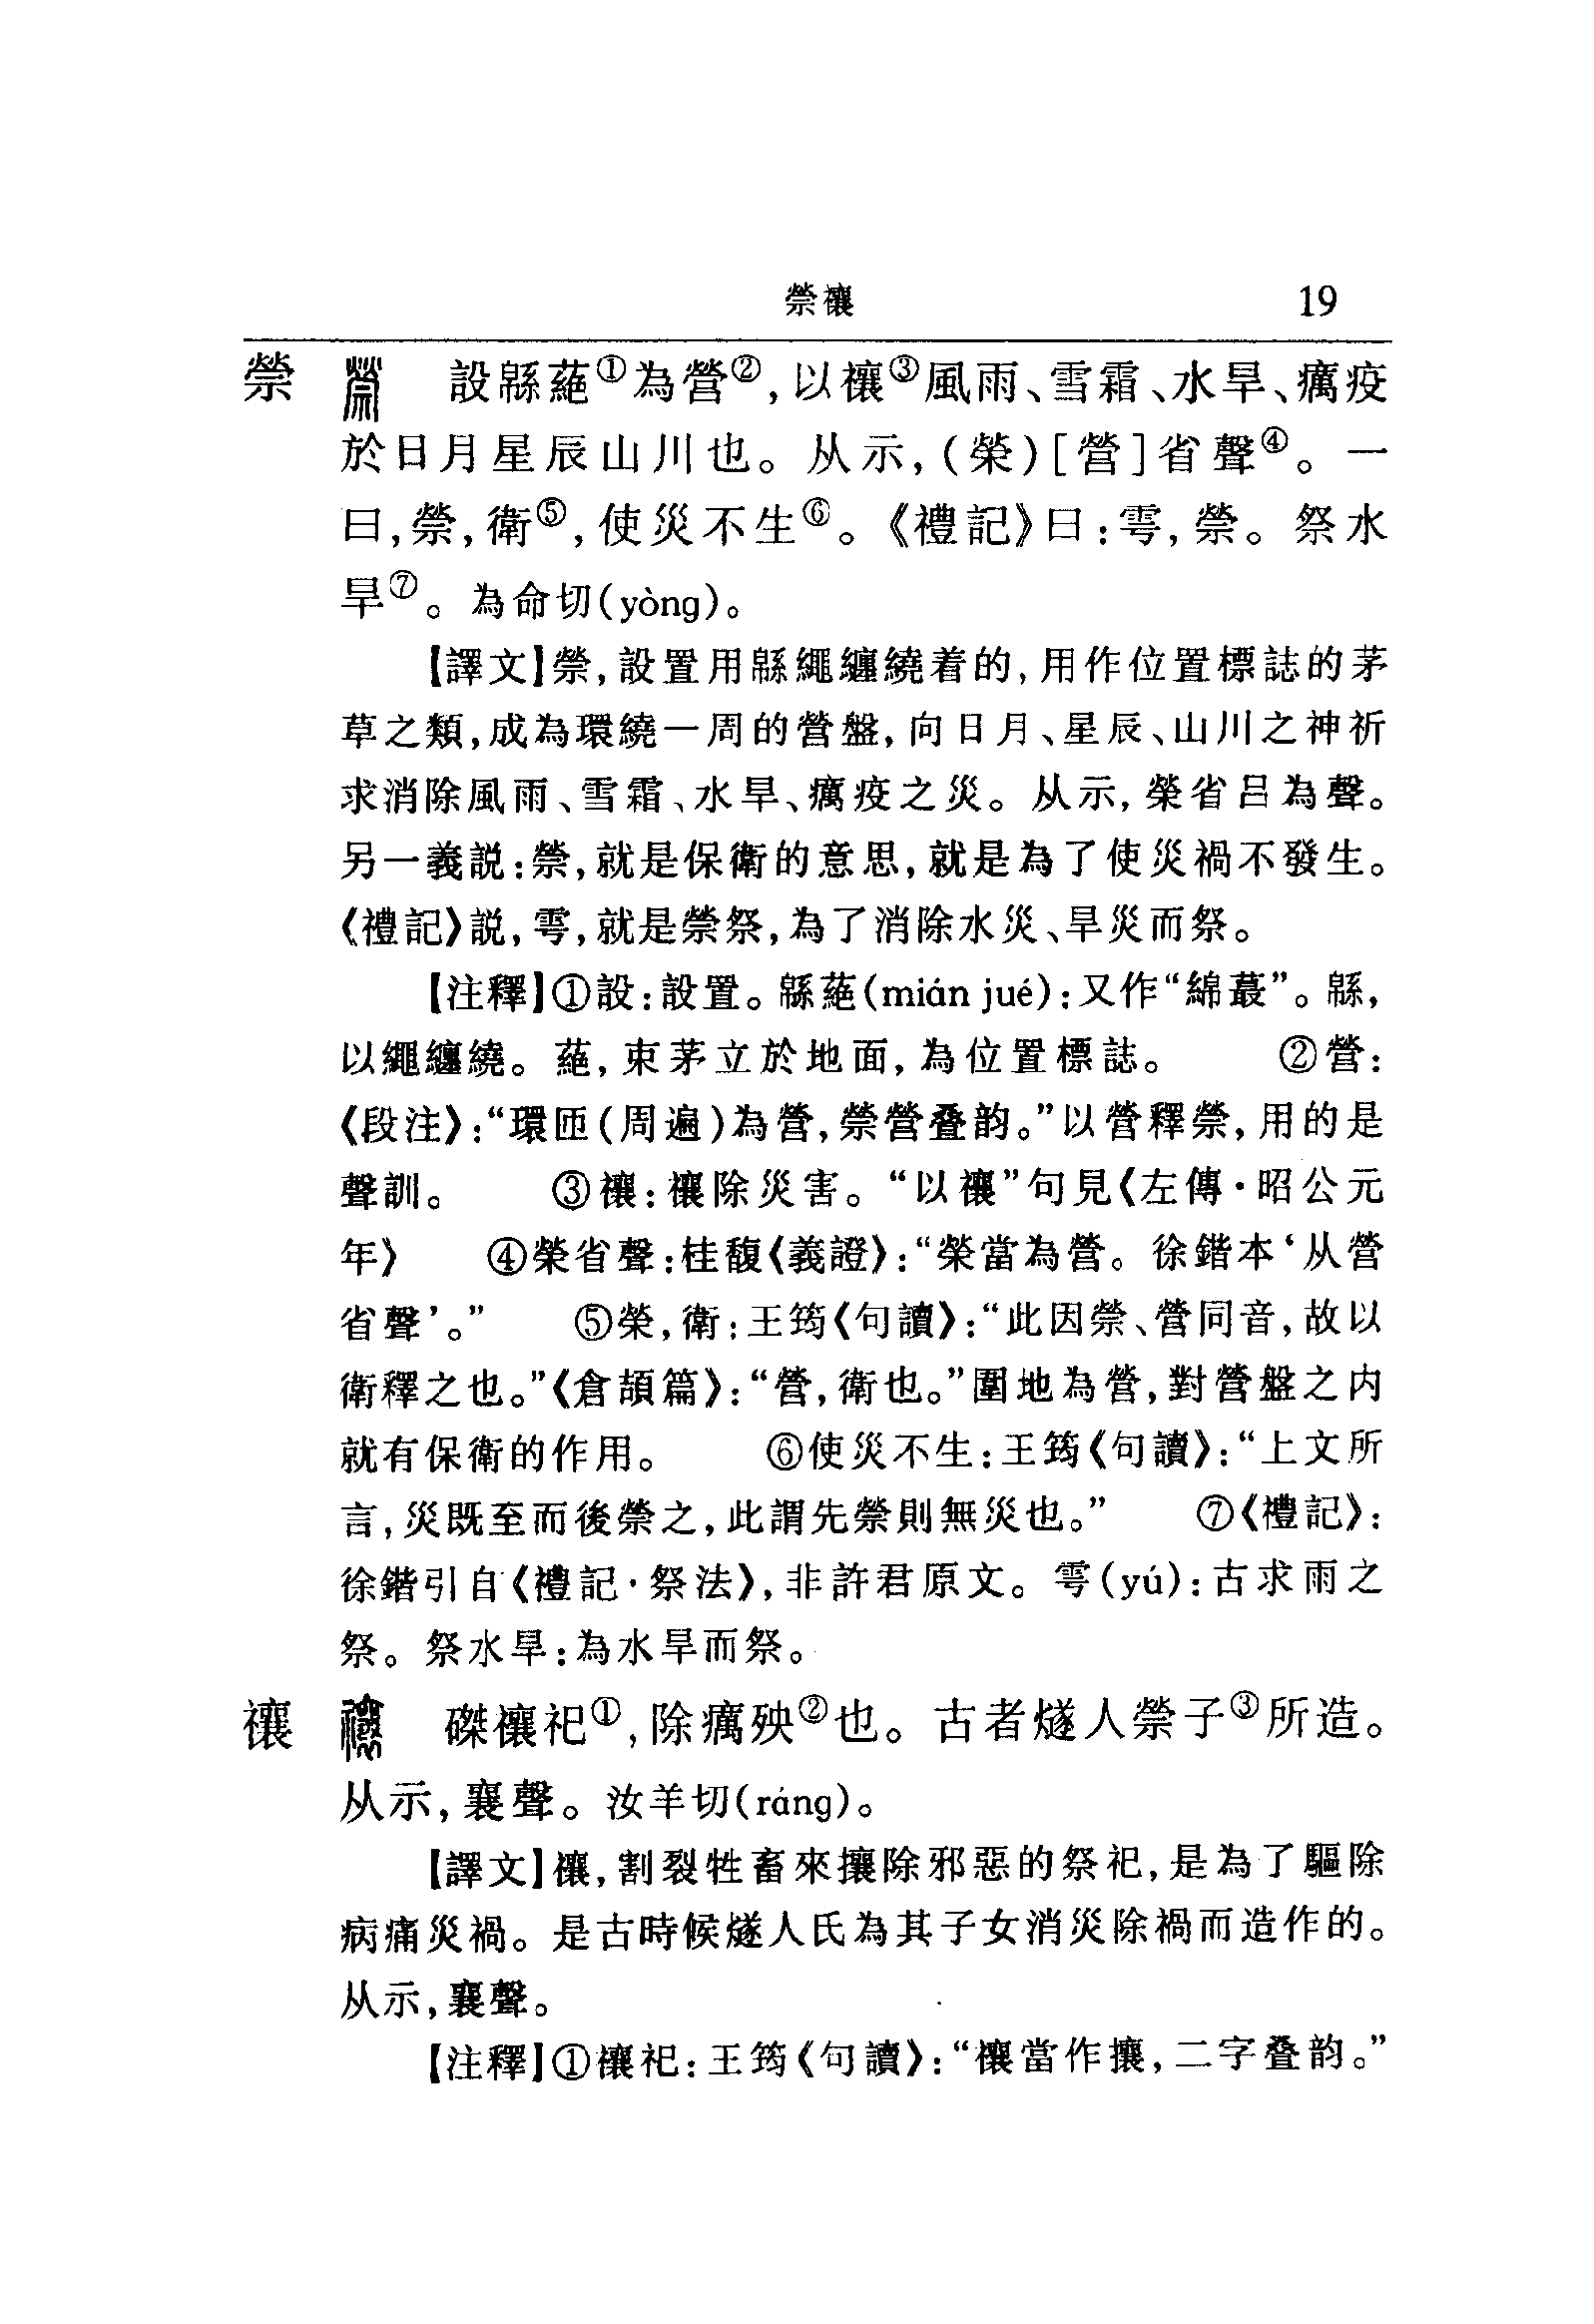 禜禳 19
禜 設緜蕝①為營②,以禳③風雨、雪霜、水旱、癘疫
於日月星辰山川也。从示,(榮)[營]省聲④。一
曰,禜,衛⑤,使災不生⑥。《禮記》曰:雩,禜。祭水
旱⑦。為命切(yòng)。
【譯文】禜,設置用緜繩纏繞着的,用作位置標誌的茅
草之類,成為環繞一周的營盤,向日月、星辰、山川之神祈
求消除風雨、雪霜、水旱、癘疫之災。从示,榮省呂為聲。
另一義説:禜,就是保衛的意思,就是為了使災禍不發生。
《禮記》説,雩,就是禜祭,為了消除水災、旱災而祭。
【注釋】①設:設置。緜蕝(mián jué):又作“綿蕞”。緜,
以繩纏繞。蕝,束茅立於地面,為位置標誌。 ②營:
《段注》:“環匝(周遍)為營,禜營叠韵。”以營釋禜,用的是
聲訓。 ③禳:禳除災害。“以禳”句見《左傳·昭公元
年》 ④榮省聲:桂馥《義證》:“榮當為營。徐鍇本‘从營
省聲’。” ⑤榮,衛:王筠《句讀》:“此因禜、營同音,故以
衛釋之也。”《倉頡篇》:“營,衛也。”圍地為營,對營盤之内
就有保衛的作用。 ⑥使災不生:王筠《句讀》:“上文所
言,災既至而後禜之,此謂先禜則無災也。” ⑦《禮記》:
徐鍇引自《禮記·祭法》,非許君原文。雩(yú):古求雨之
祭。祭水旱:為水旱而祭。
禳 磔禳祀①,除癘殃②也。古者燧人禜子③所造。
从示,襄聲。汝羊切(ráng)。
【譯文】禳,割裂牲畜來攘除邪惡的祭祀,是為了驅除
病痛災禍。是古時候燧人氏為其子女消災除禍而造作的。
从示,襄聲。
【注釋】①禳祀:王筠《句讀》:“禳當作攘,二字叠韵。”